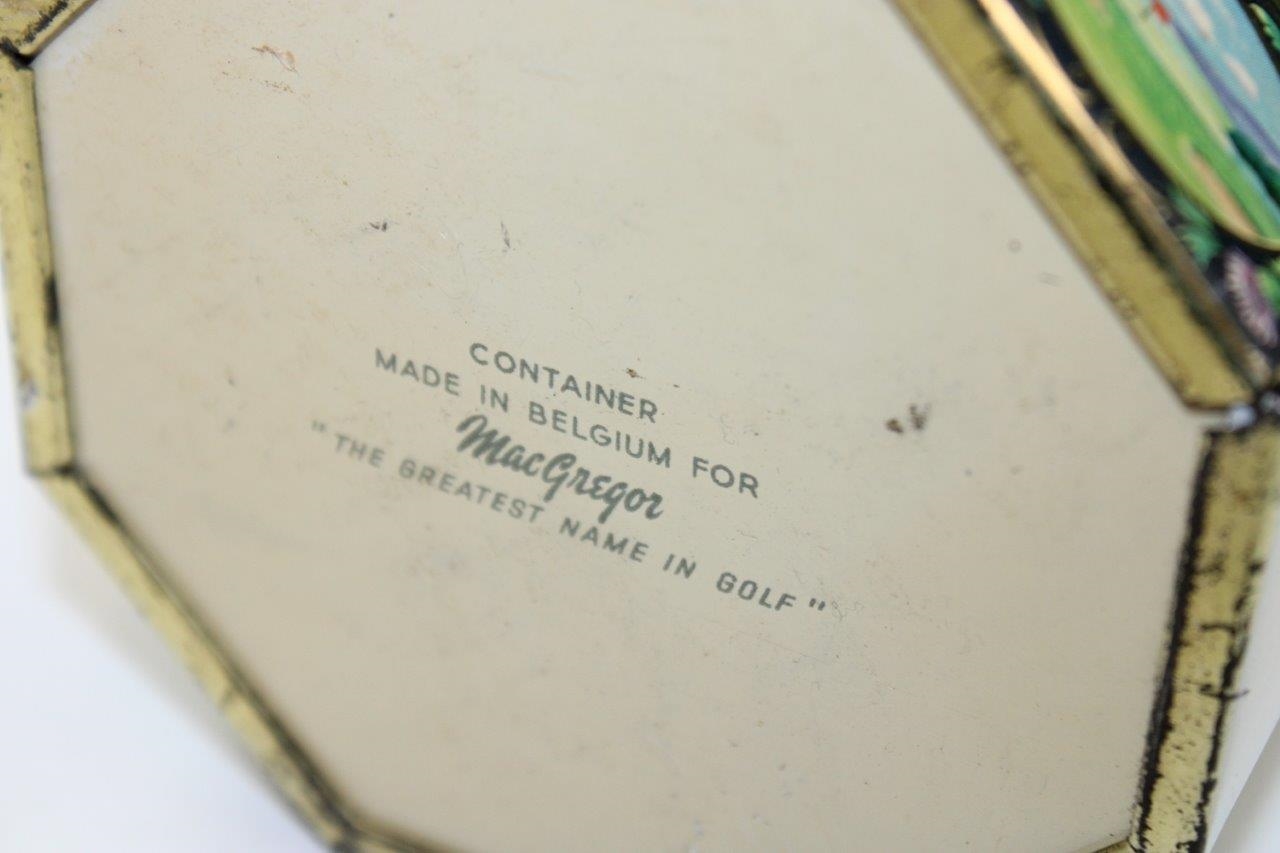 CONTAINER
MADE IN BELGIUM FOR
MacGregor
"THE GREATEST NAME IN GOLF"